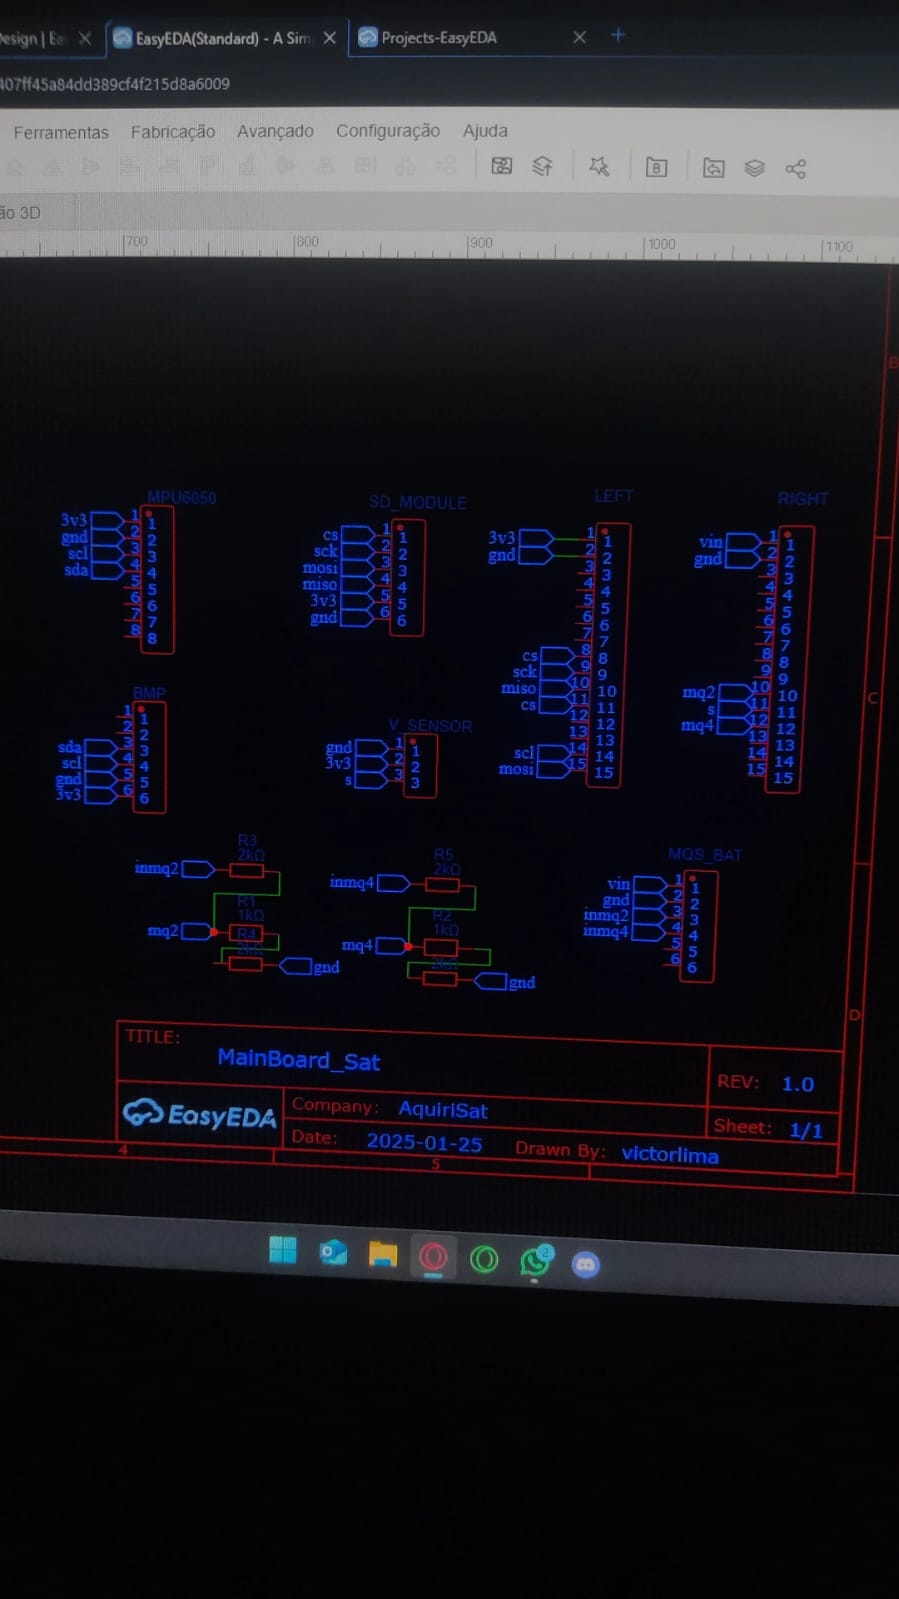 Design | Ea
EasyEDA(Standard) - A Sim
Projects-EasyEDA
407ff45a84dd389cf4f215d8a6009
Ferramentas Fabricação Avançado Configuração Ajuda
ão 3D
700 800 900 1000 1100
B
MPU6050
3v3 1 1
gnd 2 2
scl 3 3
sda 4 4
5 5
6 6
7 7
8 8
SD_MODULE
cs 1 1
sck 2 2
mosi 3 3
miso 4 4
3v3 5 5
gnd 6 6
LEFT
3v3 1 1
gnd 2 2
3 3
4 4
5 5
6 6
7 7
cs 8 8
sck 9 9
miso 10 10
cs 11 11
12 12
13 13
scl 14 14
mosi 15 15
RIGHT
vin 1 1
gnd 2 2
3 3
4 4
5 5
6 6
7 7
8 8
9 9
mq2 10 10
s 11 11
mq4 12 12
13 13
14 14
15 15
C
BMP
1 1
2 2
sda 3 3
scl 4 4
gnd 5 5
3v3 6 6
V_SENSOR
gnd 1 1
3v3 2 2
s 3 3
R3
2kΩ
inmq2
R1
1kΩ
mq2
R4
2kΩ
gnd
R5
2kΩ
inmq4
R2
1kΩ
mq4
2kΩ
gnd
MQS_BAT
vin 1 1
gnd 2 2
inmq2 3 3
inmq4 4 4
5 5
6 6
D
TITLE:
MainBoard_Sat
REV: 1.0
EasyEDA
Company: AquiriSat
Sheet: 1/1
Date: 2025-01-25
Drawn By: victorlima
4
5
2